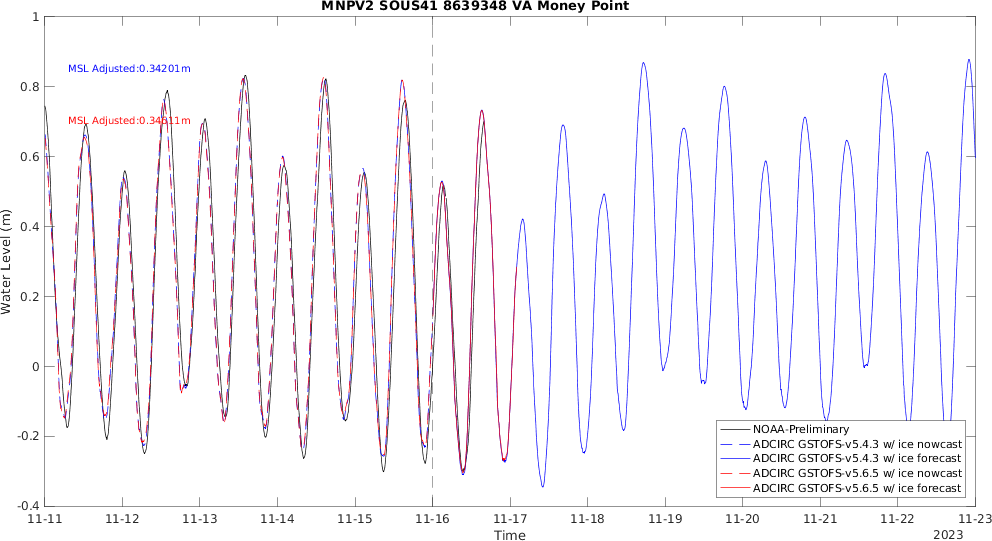 MNPV2 SOUS41 8639348 VA Money Point
1
0.8
0.6
0.4
0.2
0
-0.2
-0.4
Water Level (m)
MSL Adjusted:0.34201m
MSL Adjusted:0.34811m
NOAA-Preliminary
ADCIRC GSTOFS-v5.4.3 w/ ice nowcast
ADCIRC GSTOFS-v5.4.3 w/ ice forecast
ADCIRC GSTOFS-v5.6.5 w/ ice nowcast
ADCIRC GSTOFS-v5.6.5 w/ ice forecast
11-11 11-12 11-13 11-14 11-15 11-16 11-17 11-18 11-19 11-20 11-21 11-22 11-23
Time
2023